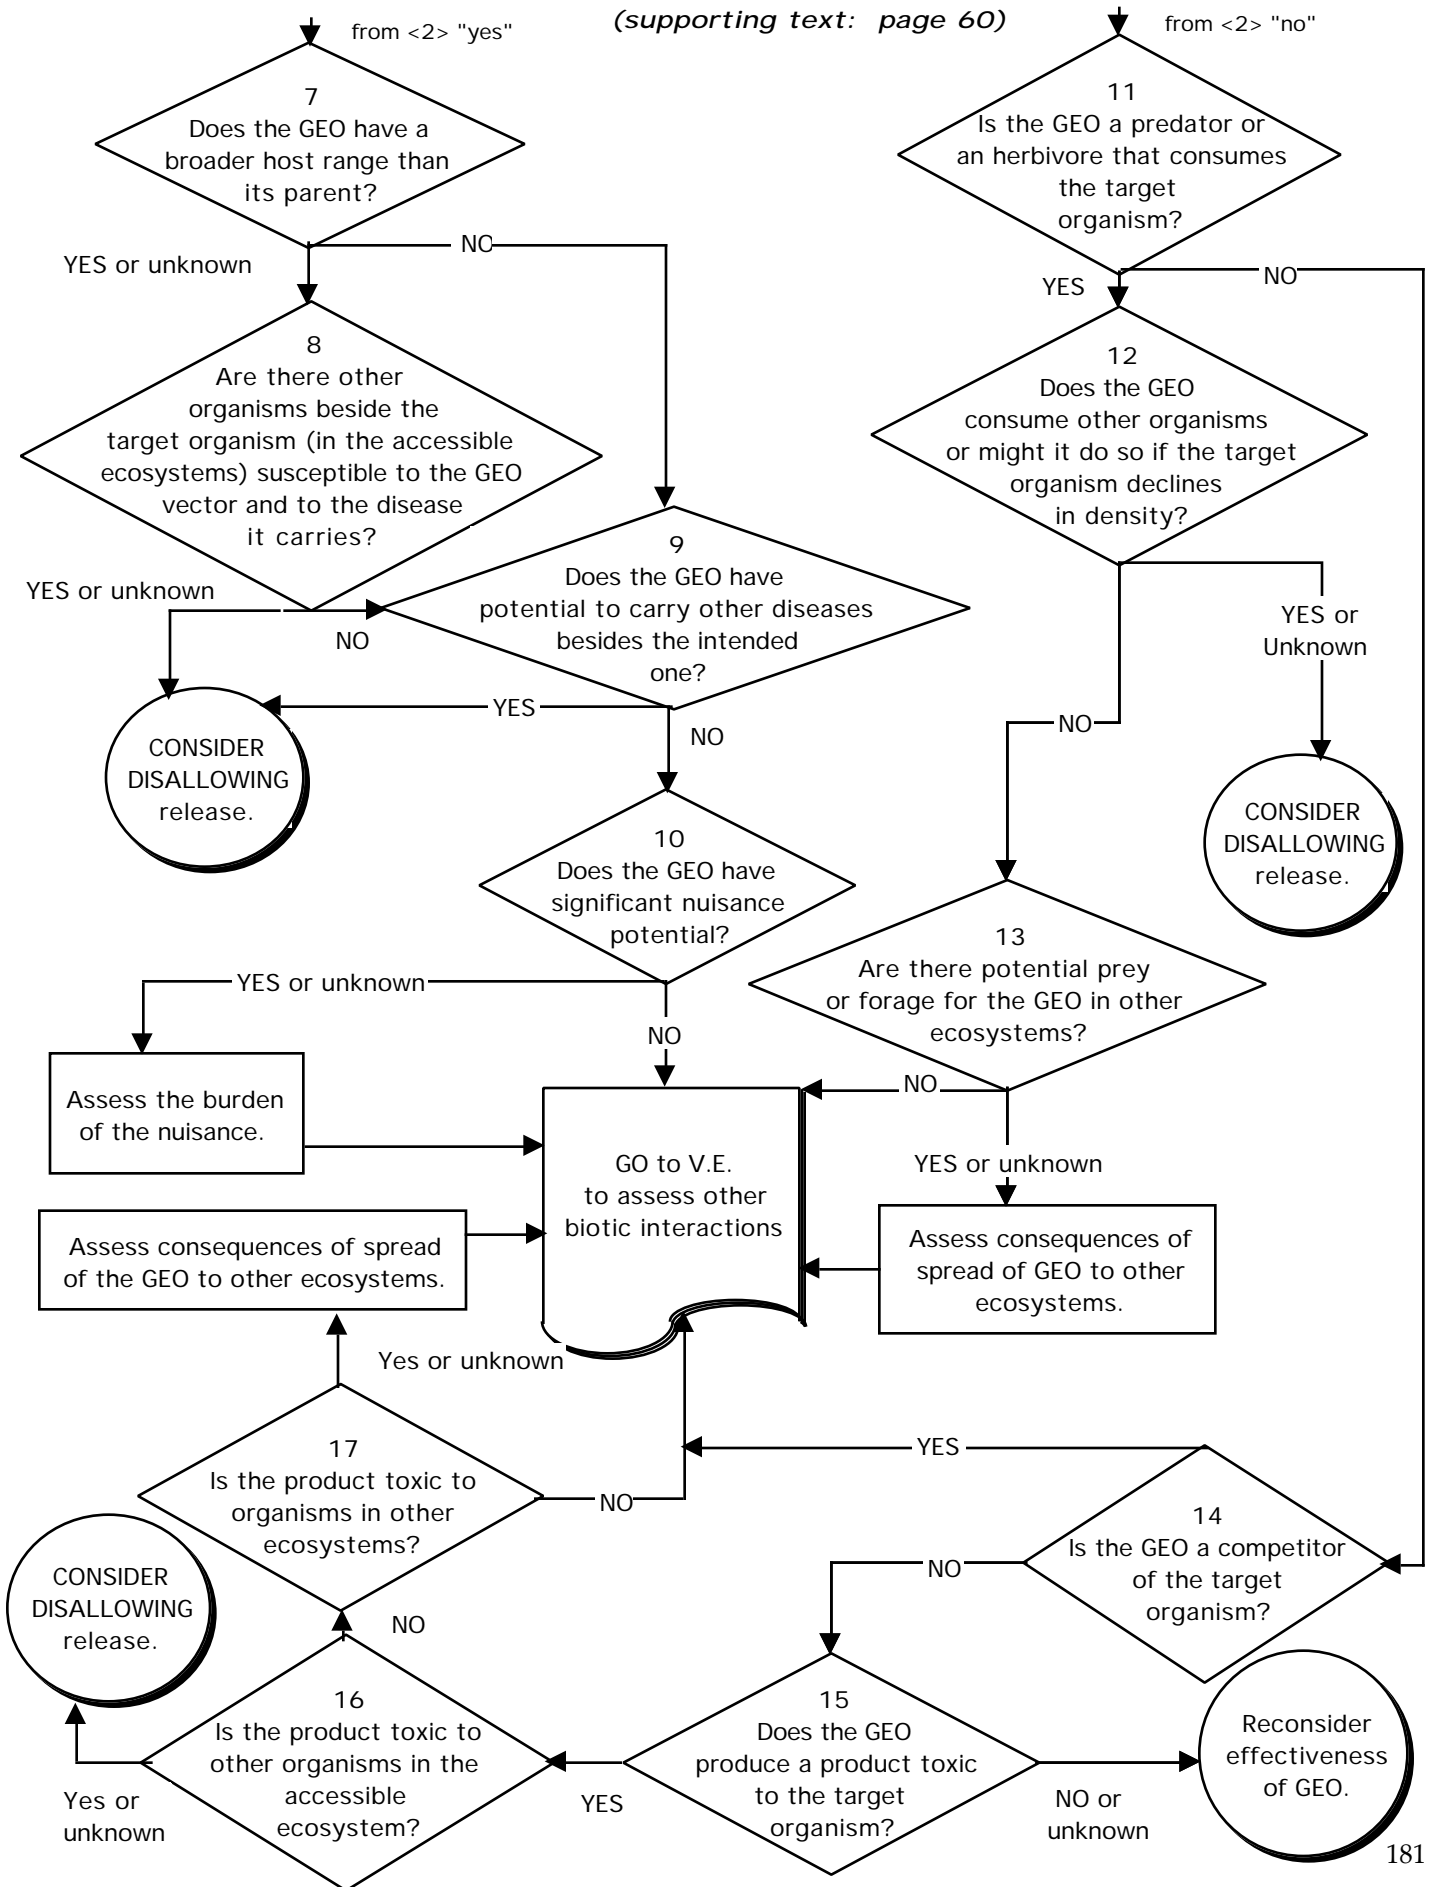 from <2> "yes"
(supporting text: page 60)
from <2> "no"
7
Does the GEO have a
broader host range than
its parent?
YES or unknown
NO
8
Are there other
organisms beside the
target organism (in the accessible
ecosystems) susceptible to the GEO
vector and to the disease
it carries?
YES or unknown
NO
9
Does the GEO have
potential to carry other diseases
besides the intended
one?
YES
NO
CONSIDER
DISALLOWING
release.
10
Does the GEO have
significant nuisance
potential?
YES or unknown
NO
Assess the burden
of the nuisance.
GO to V.E.
to assess other
biotic interactions
11
Is the GEO a predator or
an herbivore that consumes
the target
organism?
YES
NO
12
Does the GEO
consume other organisms
or might it do so if the target
organism declines
in density?
YES or
Unknown
NO
CONSIDER
DISALLOWING
release.
13
Are there potential prey
or forage for the GEO in other
ecosystems?
NO
YES or unknown
Assess consequences of
spread of GEO to other
ecosystems.
Assess consequences of spread
of the GEO to other ecosystems.
Yes or unknown
17
Is the product toxic to
organisms in other
ecosystems?
NO
YES
14
Is the GEO a competitor
of the target
organism?
NO
CONSIDER
DISALLOWING
release.
NO
16
Is the product toxic to
other organisms in the
accessible
ecosystem?
Yes or
unknown
YES
15
Does the GEO
produce a product toxic
to the target
organism?
NO or
unknown
Reconsider
effectiveness
of GEO.
181